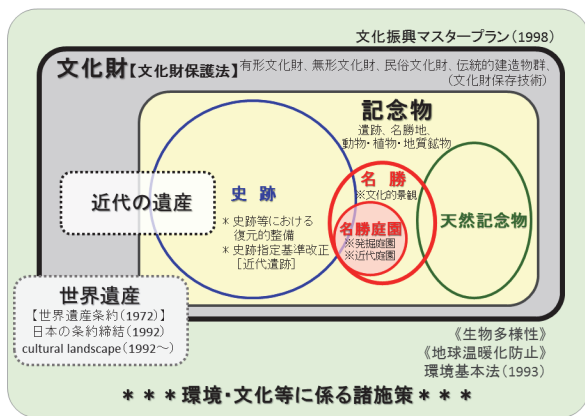 文化振興マスタープラン(1998)
文化財【文化財保護法】有形文化財、無形文化財、民俗文化財、伝統的建造物群、
(文化財保存技術)
記念物
遺跡、名勝地、
動物・植物・地質鉱物
近代の遺産
史跡
*史跡等における
復元的整備
*史跡指定基準改正
[近代遺跡]
名勝
※文化的景観
名勝庭園
※発掘庭園
※近代庭園
天然記念物
世界遺産
【世界遺産条約(1972)】
日本の条約締結(1992)
cultural landscape(1992~)
《生物多様性》
《地球温暖化防止》
環境基本法(1993)
***環境・文化等に係る諸施策***